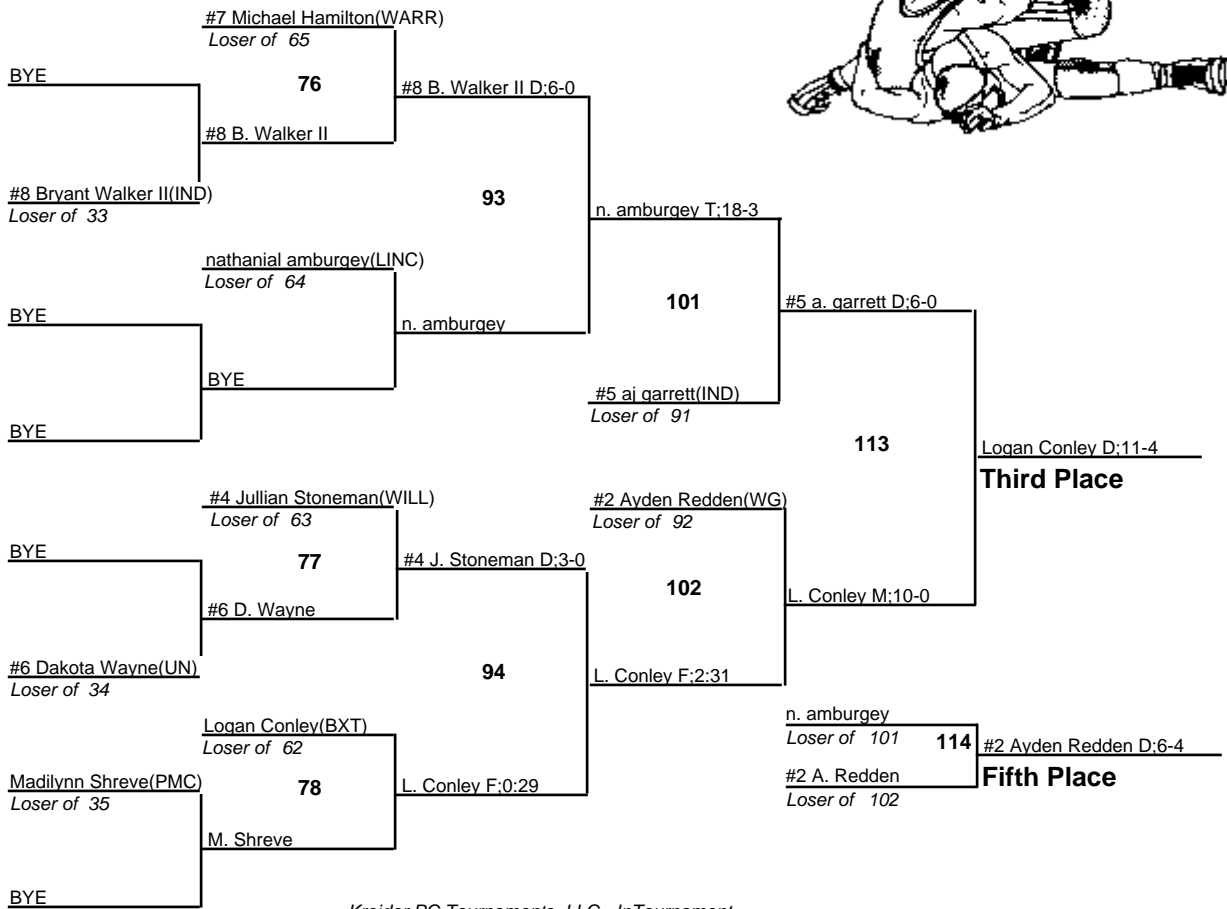 #7 Michael Hamilton(WARR)
Loser of 65
BYE
76
#8 B. Walker II D;6-0
#8 B. Walker II
#8 Bryant Walker II(IND)
Loser of 33
93
n. amburgey T;18-3
nathanial amburgey(LINC)
Loser of 64
101
#5 a. garrett D;6-0
BYE
n. amburgey
BYE
#5 aj garrett(IND)
Loser of 91
BYE
113
Logan Conley D;11-4
Third Place
#4 Jullian Stoneman(WILL)
Loser of 63
#2 Ayden Redden(WG)
Loser of 92
BYE
77
#4 J. Stoneman D;3-0
102
L. Conley M;10-0
#6 D. Wayne
#6 Dakota Wayne(UN)
Loser of 34
94
L. Conley F;2:31
Logan Conley(BXT)
Loser of 62
n. amburgey
Loser of 101
114
#2 Ayden Redden D;6-4
Fifth Place
#2 A. Redden
Loser of 102
Madilynn Shreve(PMC)
Loser of 35
78
L. Conley F;0:29
M. Shreve
BYE
Kreider PC Tournaments, LLC - InTournament